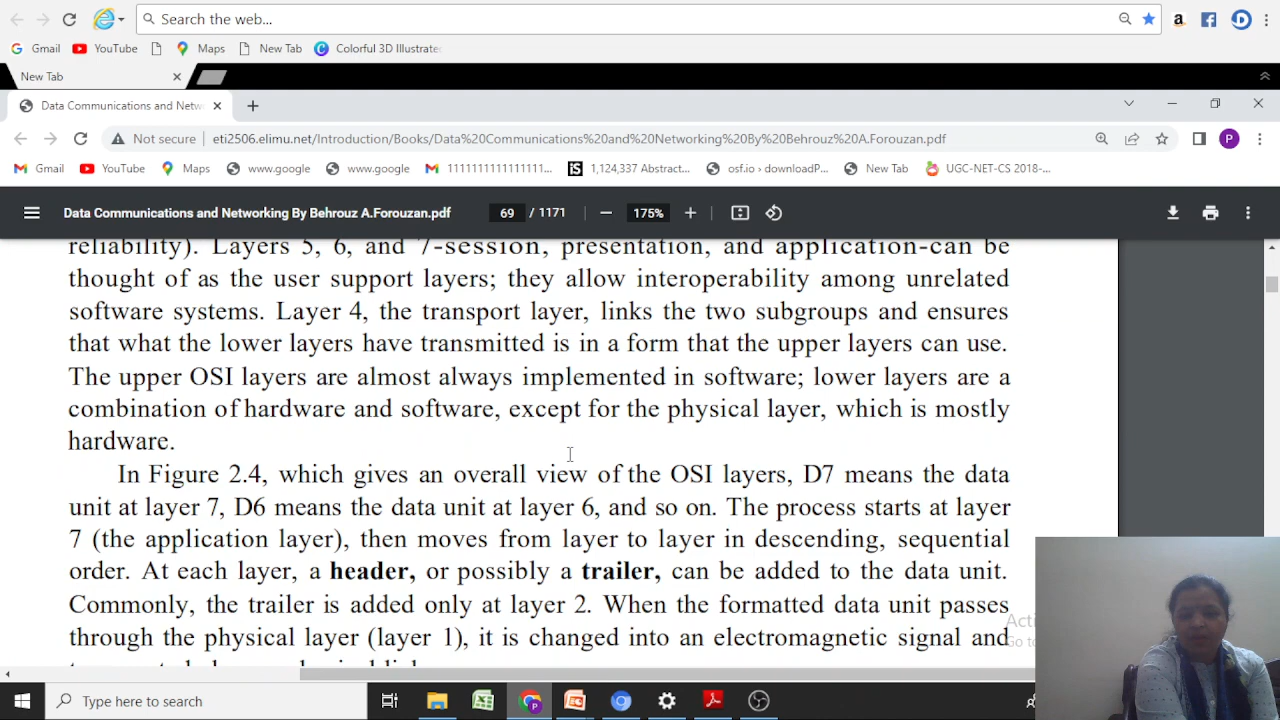 Search the web...
Gmail YouTube Maps New Tab Colorful 3D Illustrate
New Tab
Data Communications and Netw
Not secure eti2506.elimu.net/Introduction/Books/Data%20Communications%20and%20Networking%20By%20Behrouz%20A.Forouzan.pdf P
Gmail YouTube Maps www.google www.google 1111111111111111... 1,124,337 Abstract... osf.io › downloadP... New Tab UGC-NET-CS 2018-...
Data Communications and Networking By Behrouz A.Forouzan.pdf 69 / 1171 175%
reliability). Layers 5, 6, and 7-session, presentation, and application-can be
thought of as the user support layers; they allow interoperability among unrelated
software systems. Layer 4, the transport layer, links the two subgroups and ensures
that what the lower layers have transmitted is in a form that the upper layers can use.
The upper OSI layers are almost always implemented in software; lower layers are a
combination of hardware and software, except for the physical layer, which is mostly
hardware.
In Figure 2.4, which gives an overall view of the OSI layers, D7 means the data
unit at layer 7, D6 means the data unit at layer 6, and so on. The process starts at layer
7 (the application layer), then moves from layer to layer in descending, sequential
order. At each layer, a header, or possibly a trailer, can be added to the data unit.
Commonly, the trailer is added only at layer 2. When the formatted data unit passes
through the physical layer (layer 1), it is changed into an electromagnetic signal and
Type here to search